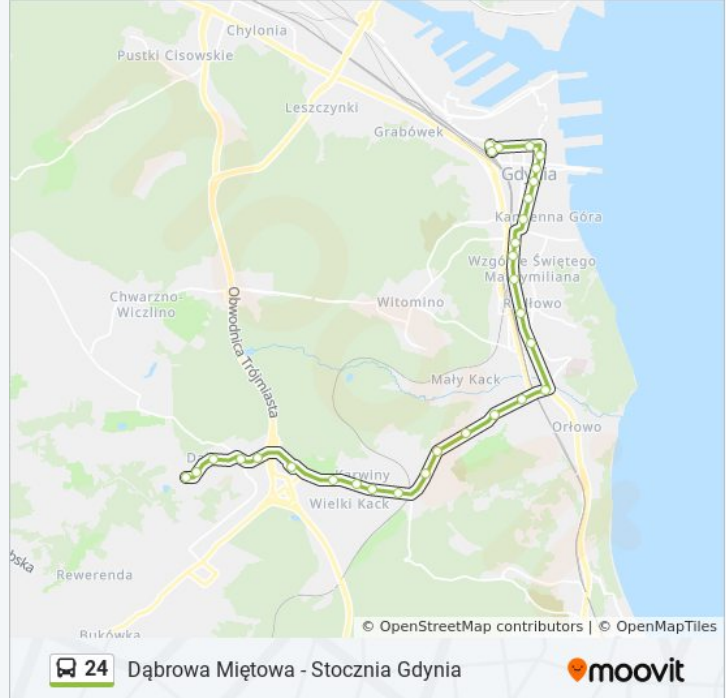 Chylonia
Pustki Cisowskie
Leszczynki
Grabówek
Gdynia
Kamienna Góra
Wzgórze Świętego
Maksymiliana
Chwarzno-
Wiczlino
Witomino
Redłowo
Obwodnica Trójmiasta
Mały Kack
Orłowo
Karwiny
Wielki Kack
Rewerenda
Bukówka
© OpenStreetMap contributors | © OpenMapTiles
24 Dąbrowa Miętowa - Stocznia Gdynia
moovit